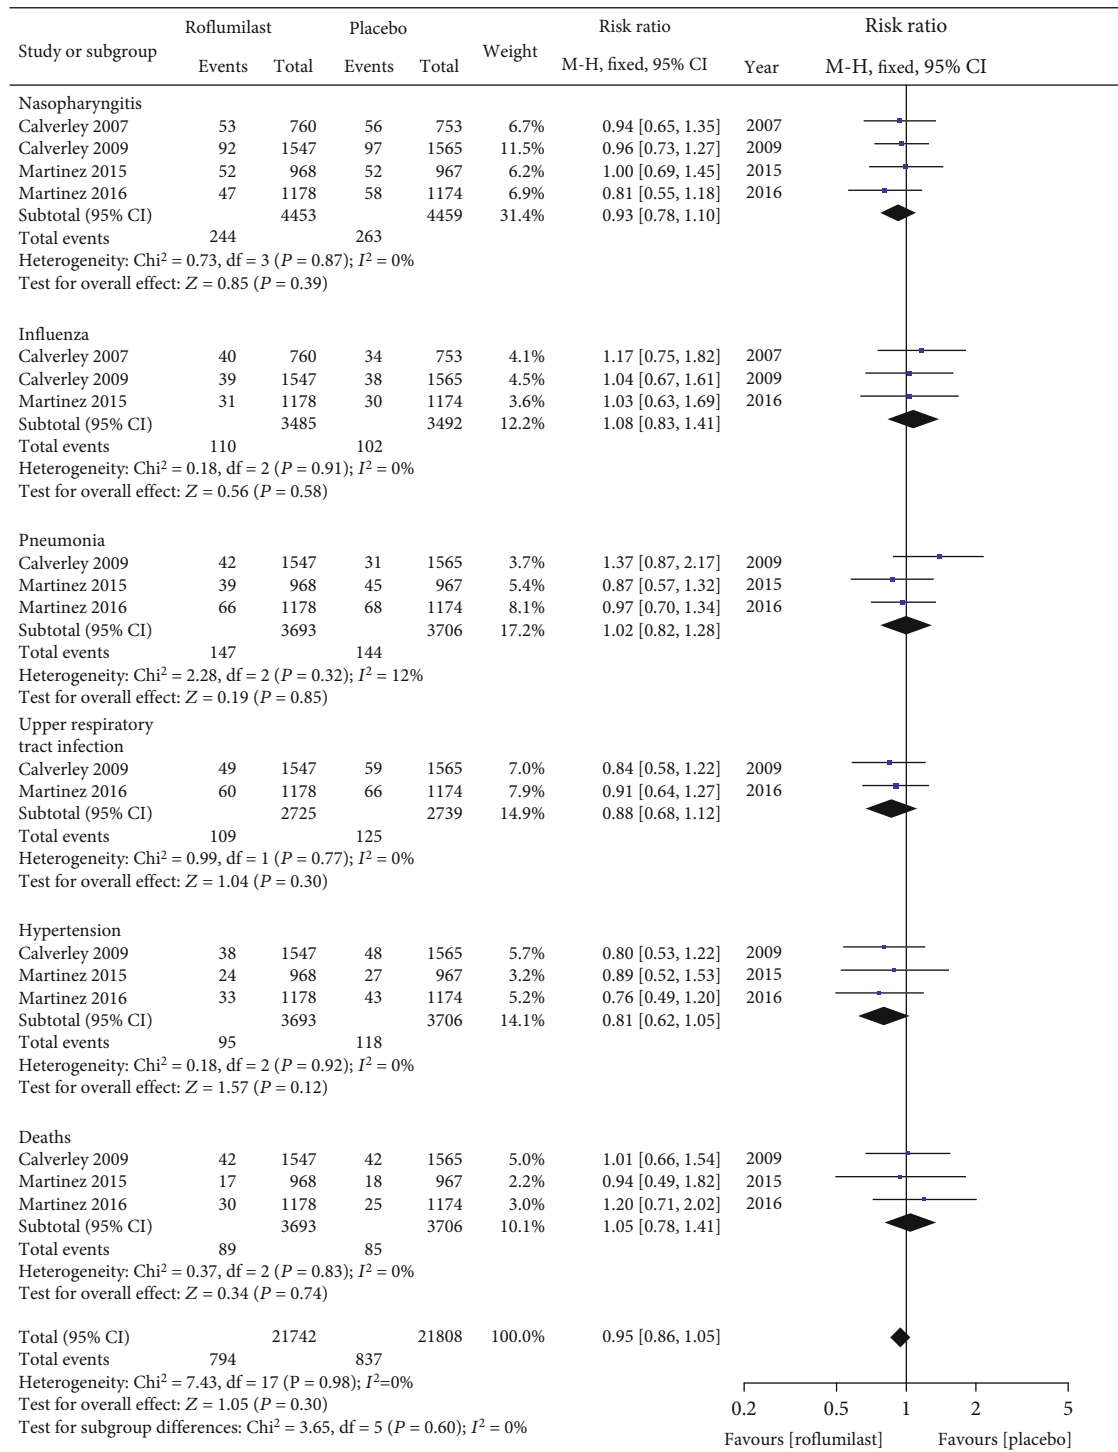 Roflumilast Placebo Risk ratio Risk ratio
Study or subgroup Events Total Events Total Weight M-H, fixed, 95% CI Year M-H, fixed, 95% CI
Nasopharyngitis
Calverley 2007 53 760 56 753 6.7% 0.94 [0.65, 1.35] 2007
Calverley 2009 92 1547 97 1565 11.5% 0.96 [0.73, 1.27] 2009
Martinez 2015 52 968 52 967 6.2% 1.00 [0.69, 1.45] 2015
Martinez 2016 47 1178 58 1174 6.9% 0.81 [0.55, 1.18] 2016
Subtotal (95% CI) 4453 4459 31.4% 0.93 [0.78, 1.10]
Total events 244 263
Heterogeneity: Chi² = 0.73, df = 3 (P = 0.87); I² = 0%
Test for overall effect: Z = 0.85 (P = 0.39)
Influenza
Calverley 2007 40 760 34 753 4.1% 1.17 [0.75, 1.82] 2007
Calverley 2009 39 1547 38 1565 4.5% 1.04 [0.67, 1.61] 2009
Martinez 2015 31 1178 30 1174 3.6% 1.03 [0.63, 1.69] 2016
Subtotal (95% CI) 3485 3492 12.2% 1.08 [0.83, 1.41]
Total events 110 102
Heterogeneity: Chi² = 0.18, df = 2 (P = 0.91); I² = 0%
Test for overall effect: Z = 0.56 (P = 0.58)
Pneumonia
Calverley 2009 42 1547 31 1565 3.7% 1.37 [0.87, 2.17] 2009
Martinez 2015 39 968 45 967 5.4% 0.87 [0.57, 1.32] 2015
Martinez 2016 66 1178 68 1174 8.1% 0.97 [0.70, 1.34] 2016
Subtotal (95% CI) 3693 3706 17.2% 1.02 [0.82, 1.28]
Total events 147 144
Heterogeneity: Chi² = 2.28, df = 2 (P = 0.32); I² = 12%
Test for overall effect: Z = 0.19 (P = 0.85)
Upper respiratory
tract infection
Calverley 2009 49 1547 59 1565 7.0% 0.84 [0.58, 1.22] 2009
Martinez 2016 60 1178 66 1174 7.9% 0.91 [0.64, 1.27] 2016
Subtotal (95% CI) 2725 2739 14.9% 0.88 [0.68, 1.12]
Total events 109 125
Heterogeneity: Chi² = 0.99, df = 1 (P = 0.77); I² = 0%
Test for overall effect: Z = 1.04 (P = 0.30)
Hypertension
Calverley 2009 38 1547 48 1565 5.7% 0.80 [0.53, 1.22] 2009
Martinez 2015 24 968 27 967 3.2% 0.89 [0.52, 1.53] 2015
Martinez 2016 33 1178 43 1174 5.2% 0.76 [0.49, 1.20] 2016
Subtotal (95% CI) 3693 3706 14.1% 0.81 [0.62, 1.05]
Total events 95 118
Heterogeneity: Chi² = 0.18, df = 2 (P = 0.92); I² = 0%
Test for overall effect: Z = 1.57 (P = 0.12)
Deaths
Calverley 2009 42 1547 42 1565 5.0% 1.01 [0.66, 1.54] 2009
Martinez 2015 17 968 18 967 2.2% 0.94 [0.49, 1.82] 2015
Martinez 2016 30 1178 25 1174 3.0% 1.20 [0.71, 2.02] 2016
Subtotal (95% CI) 3693 3706 10.1% 1.05 [0.78, 1.41]
Total events 89 85
Heterogeneity: Chi² = 0.37, df = 2 (P = 0.83); I² = 0%
Test for overall effect: Z = 0.34 (P = 0.74)
Total (95% CI) 21742 21808 100.0% 0.95 [0.86, 1.05]
Total events 794 837
Heterogeneity: Chi² = 7.43, df = 17 (P = 0.98); I²=0%
Test for overall effect: Z = 1.05 (P = 0.30)
Test for subgroup differences: Chi² = 3.65, df = 5 (P = 0.60); I² = 0%
0.2 0.5 1 2 5
Favours [roflumilast] Favours [placebo]